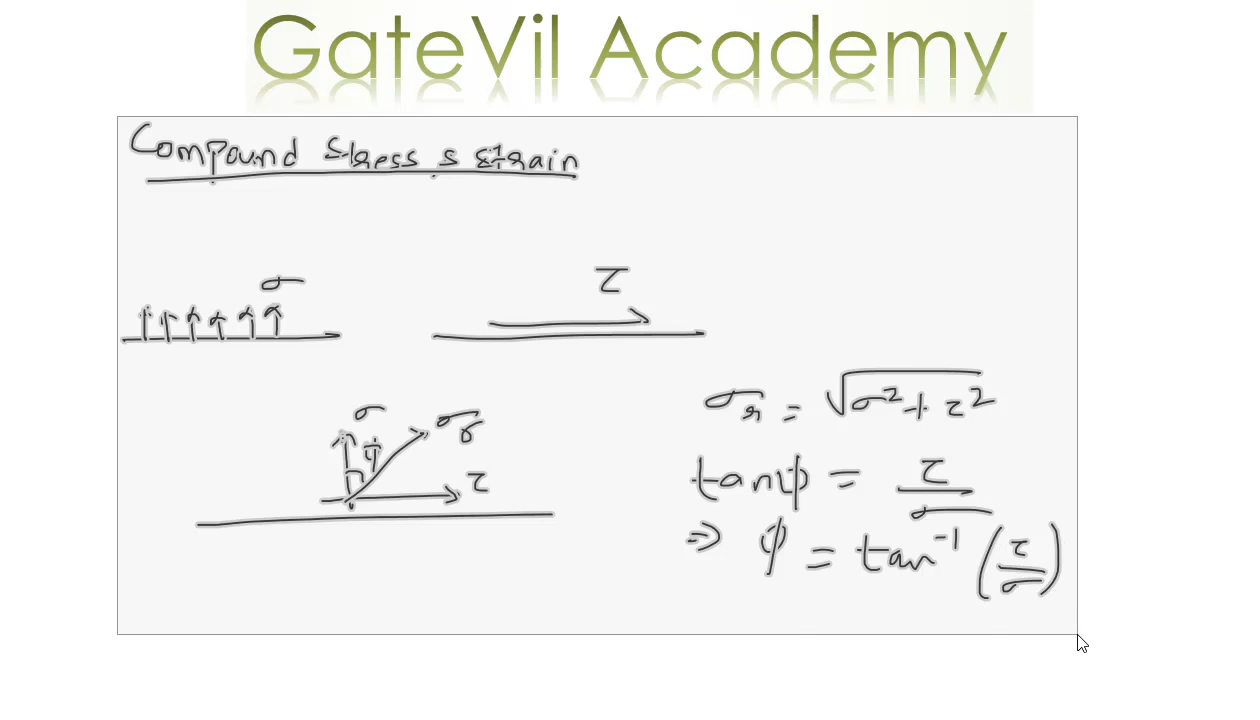 GateVil Academy
Compound Stress & Strain
σ
τ
σ
σr
φ
τ
σr = √σ²+τ²
tanφ = τ/σ
⇒ φ = tan⁻¹(τ/σ)